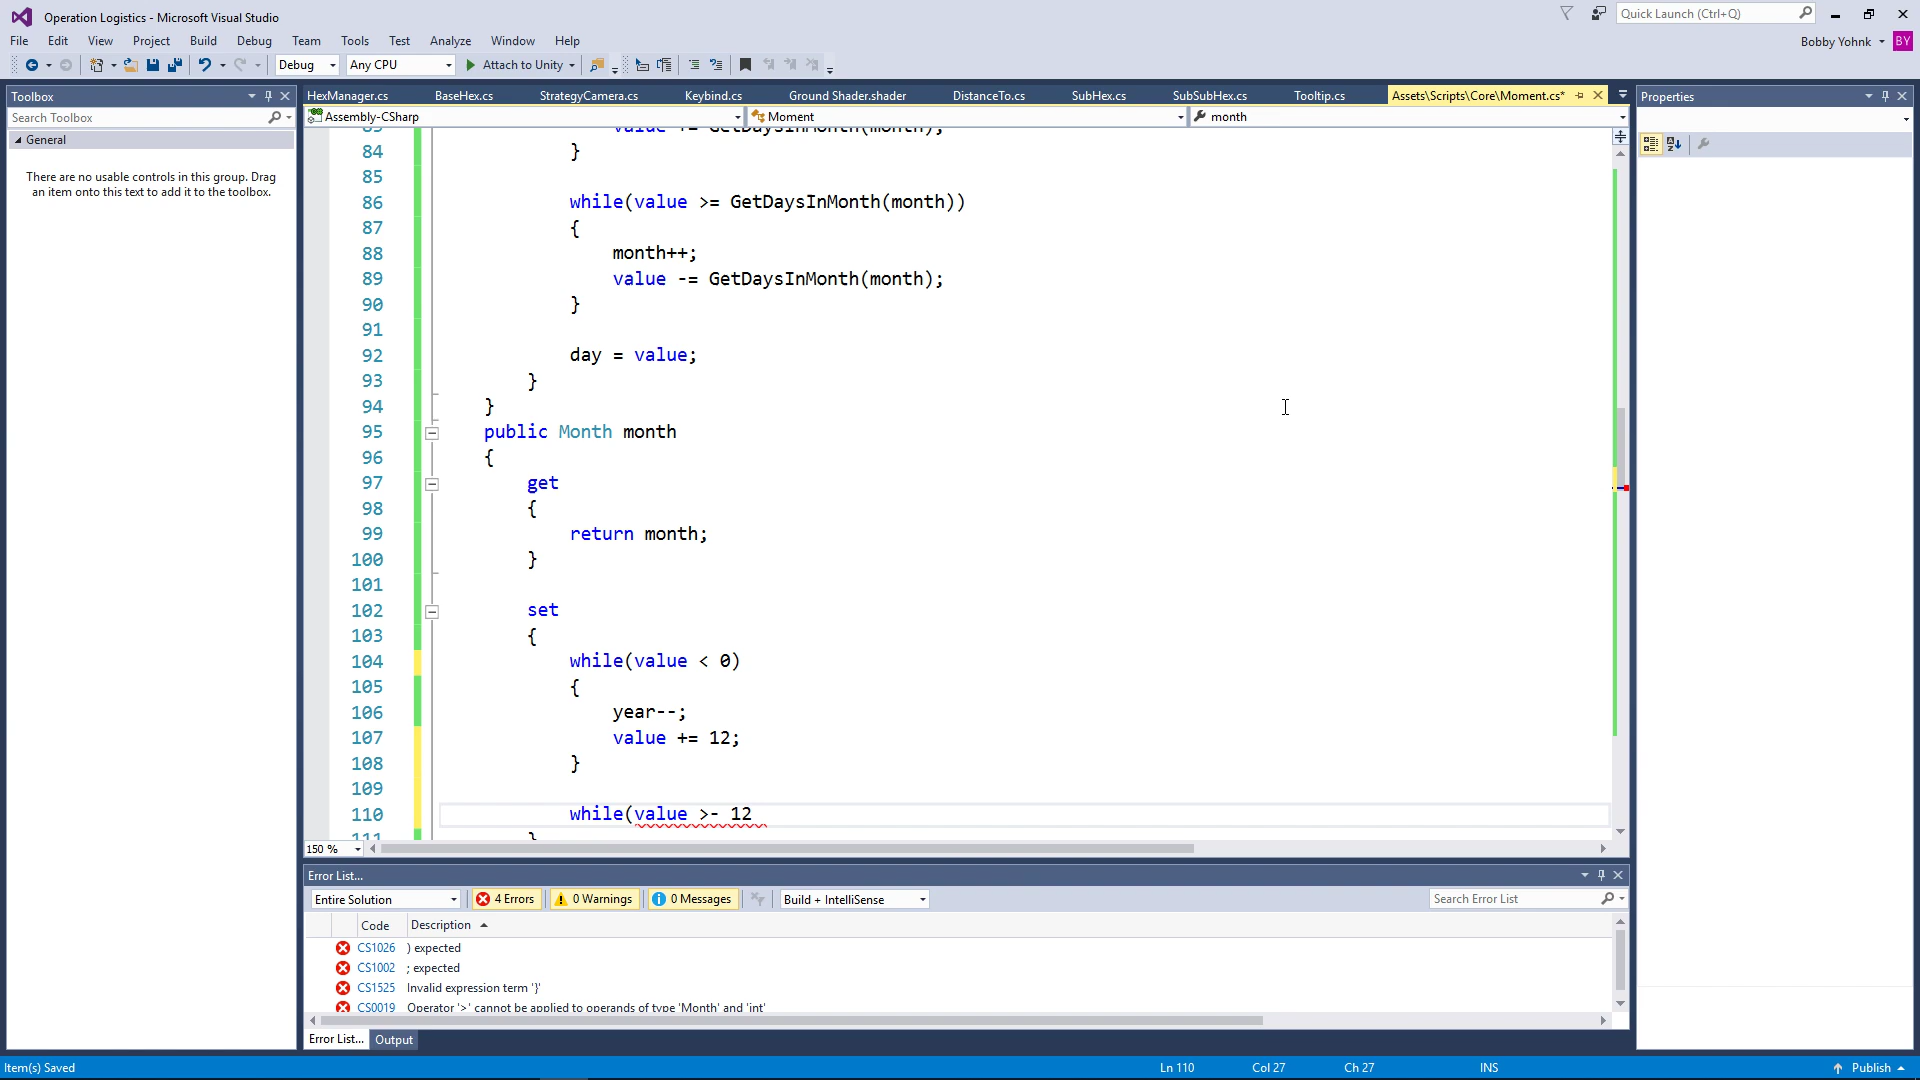 Operation Logistics - Microsoft Visual Studio
Quick Launch (Ctrl+Q)
File Edit View Project Build Debug Team Tools Test Analyze Window Help
Bobby Yohnk BY
Debug Any CPU Attach to Unity
Toolbox
HexManager.cs BaseHex.cs StrategyCamera.cs Keybind.cs Ground Shader.shader DistanceTo.cs SubHex.cs SubSubHex.cs Tooltip.cs Assets\Scripts\Core\Moment.cs*
Properties
Search Toolbox
Assembly-CSharp Moment month
General
There are no usable controls in this group. Drag
an item onto this text to add it to the toolbox.
83 value += GetDaysInMonth(month);
84 }
85
86 while(value >= GetDaysInMonth(month))
87 {
88 month++;
89 value -= GetDaysInMonth(month);
90 }
91
92 day = value;
93 }
94 }
95 public Month month
96 {
97 get
98 {
99 return month;
100 }
101
102 set
103 {
104 while(value < 0)
105 {
106 year--;
107 value += 12;
108 }
109
110 while(value >- 12
111 }
150 %
Error List...
Entire Solution 4 Errors 0 Warnings 0 Messages Build + IntelliSense Search Error List
Code Description
CS1026 ) expected
CS1002 ; expected
CS1525 Invalid expression term '}'
CS0019 Operator '>' cannot be applied to operands of type 'Month' and 'int'
Error List... Output
Item(s) Saved Ln 110 Col 27 Ch 27 INS Publish